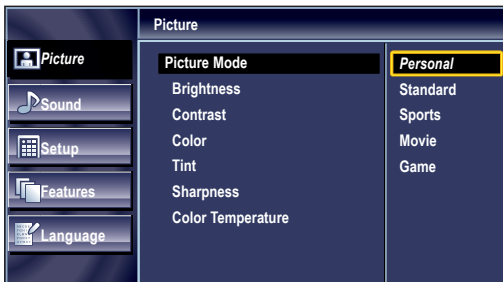 Picture
Picture
Sound
Setup
Features
Language
Picture Mode
Brightness
Contrast
Color
Tint
Sharpness
Color Temperature
Personal
Standard
Sports
Movie
Game